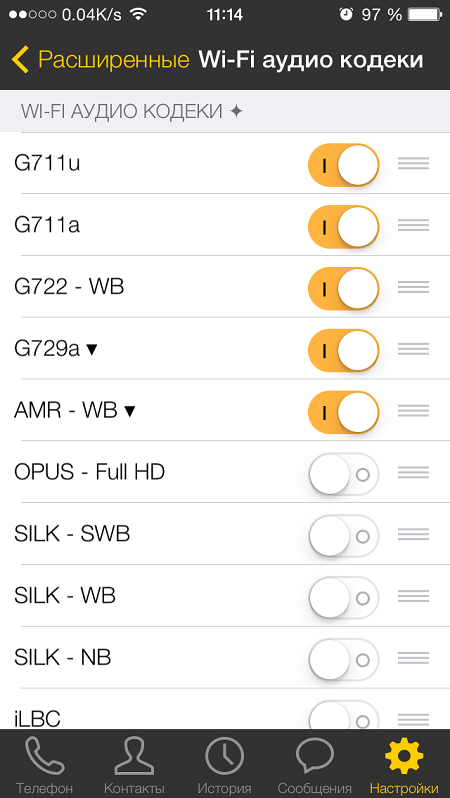 0.04K/s 11:14 97 %
Расширенные Wi-Fi аудио кодеки
WI-FI АУДИО КОДЕКИ ✦
G711u
G711a
G722 - WB
G729a ▾
AMR - WB ▾
OPUS - Full HD
SILK - SWB
SILK - WB
SILK - NB
iLBC
Телефон Контакты История Сообщения Настройки